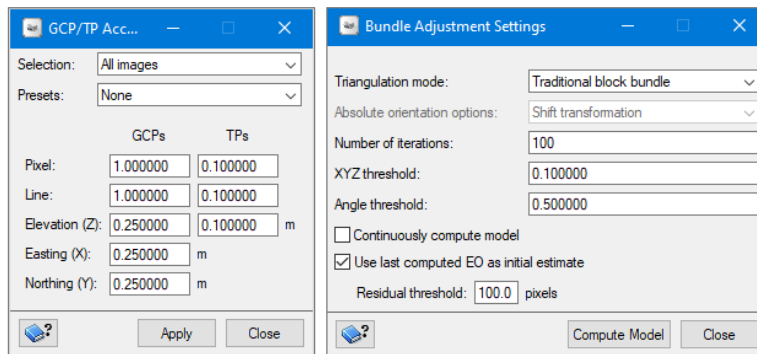 GCP/TP Acc...
Selection: All images
Presets: None
GCPs TPs
Pixel: 1.000000 0.100000
Line: 1.000000 0.100000
Elevation (Z): 0.250000 0.100000 m
Easting (X): 0.250000 m
Northing (Y): 0.250000 m
? Apply Close
Bundle Adjustment Settings
Triangulation mode: Traditional block bundle
Absolute orientation options: Shift transformation
Number of iterations: 100
XYZ threshold: 0.100000
Angle threshold: 0.500000
Continuously compute model
Use last computed EO as initial estimate
Residual threshold: 100.0 pixels
? Compute Model Close